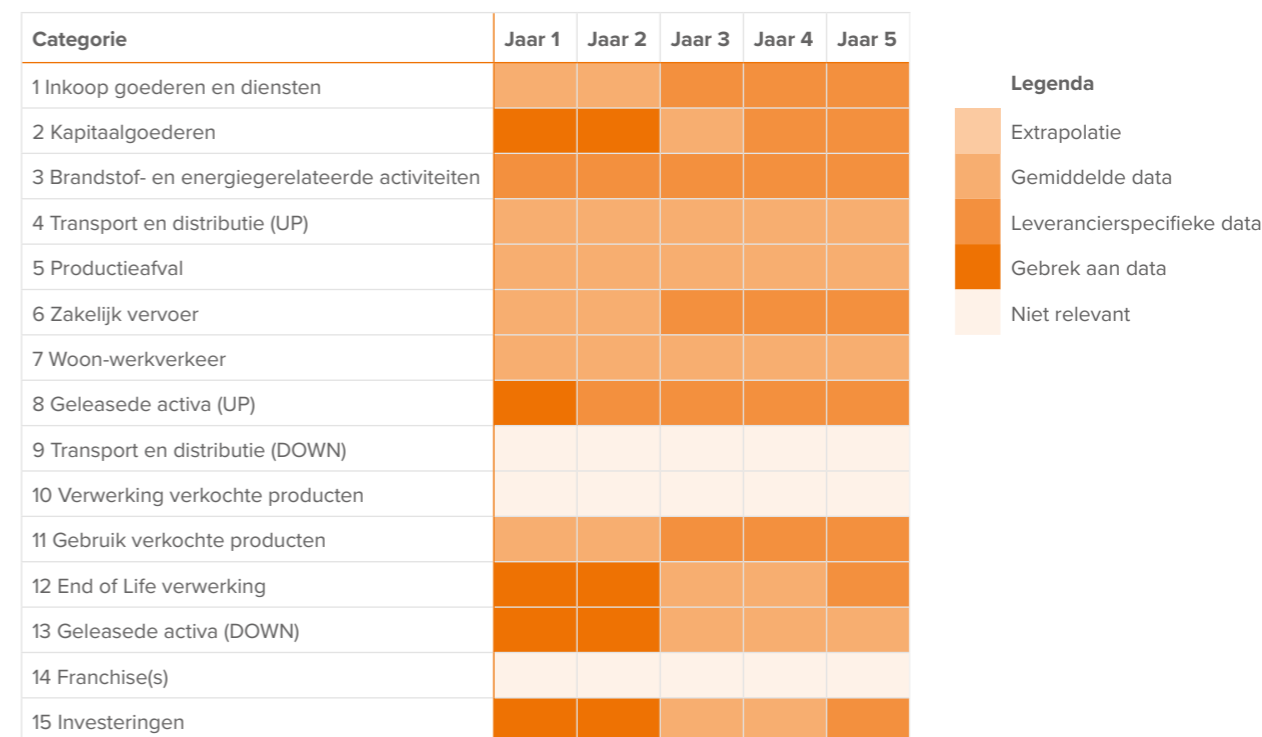 Categorie Jaar 1 Jaar 2 Jaar 3 Jaar 4 Jaar 5
1 Inkoop goederen en diensten
2 Kapitaalgoederen
3 Brandstof- en energiegerelateerde activiteiten
4 Transport en distributie (UP)
5 Productieafval
6 Zakelijk vervoer
7 Woon-werkverkeer
8 Geleasede activa (UP)
9 Transport en distributie (DOWN)
10 Verwerking verkochte producten
11 Gebruik verkochte producten
12 End of Life verwerking
13 Geleasede activa (DOWN)
14 Franchise(s)
15 Investeringen
Legenda
Extrapolatie
Gemiddelde data
Leverancierspecifieke data
Gebrek aan data
Niet relevant